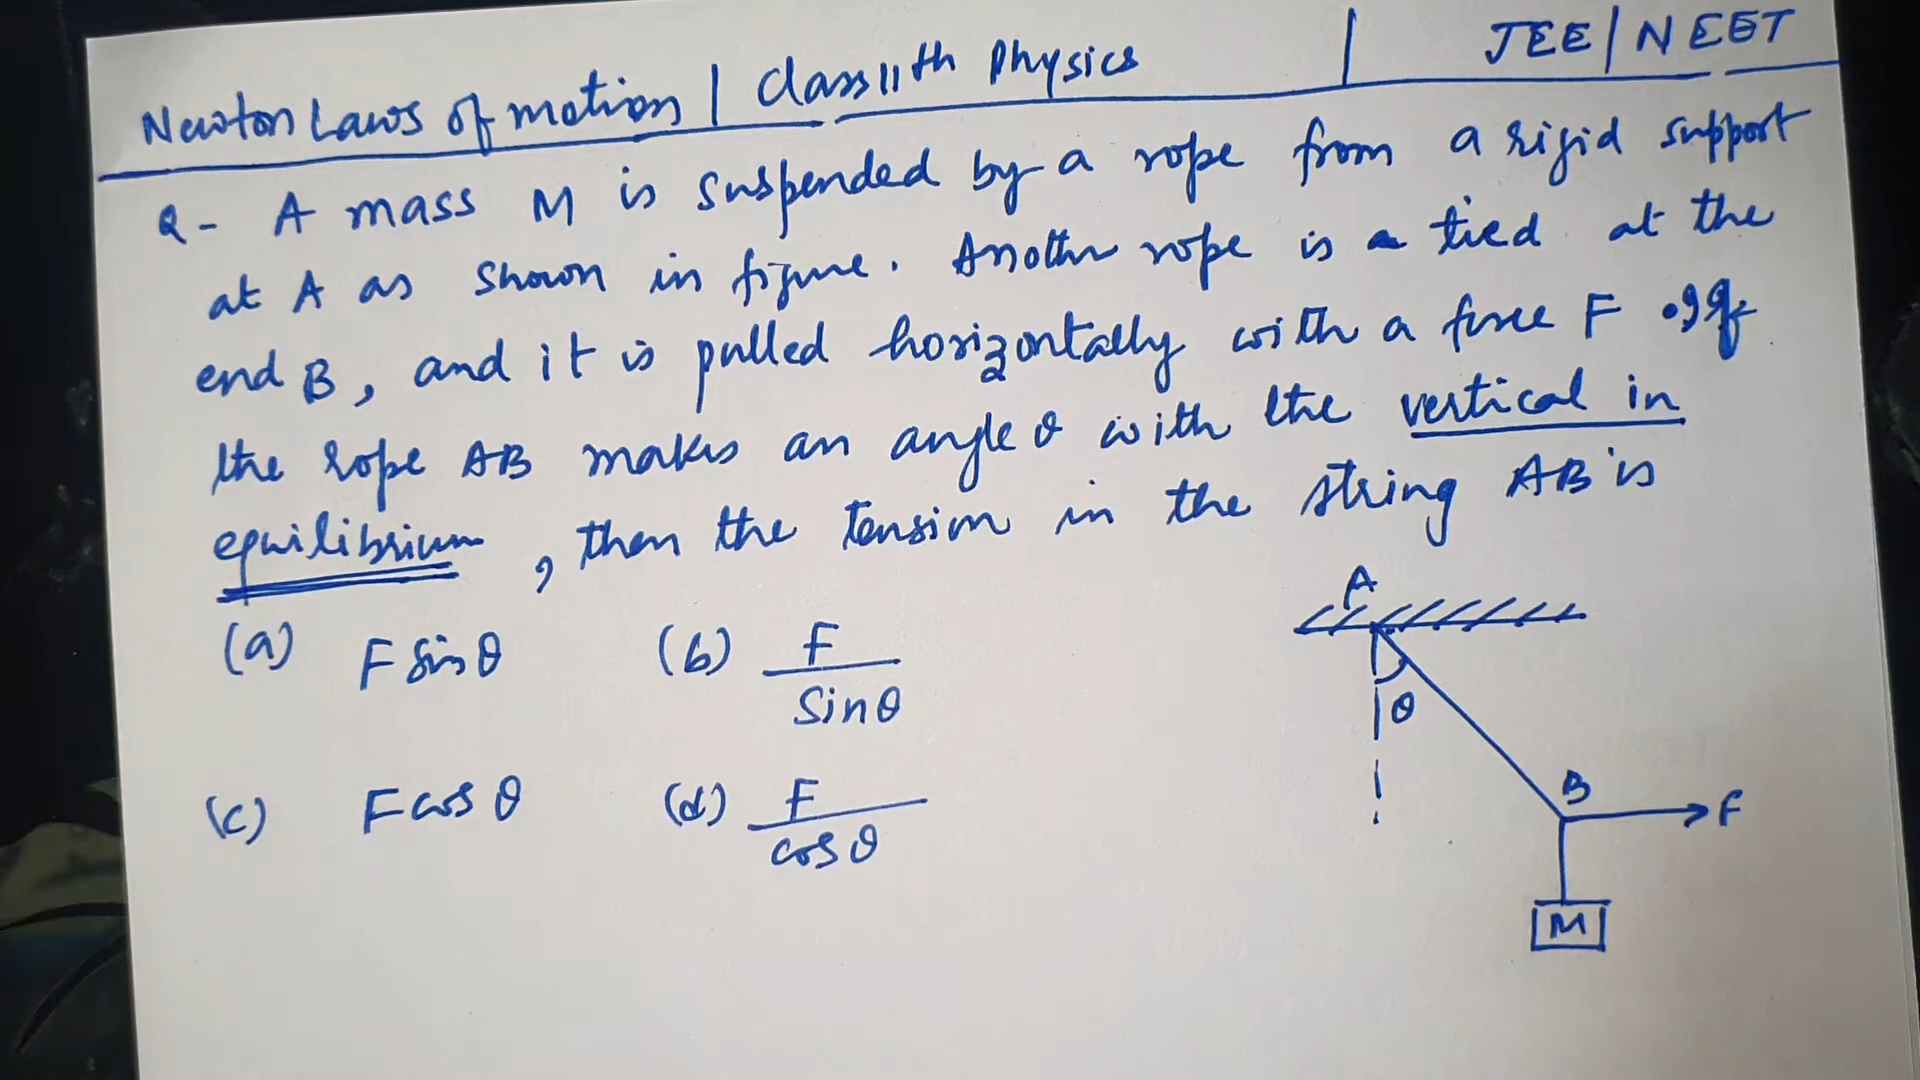 Newton Laws of motion | Class 11th Physics | JEE/NEET
Q- A mass M is suspended by a rope from a rigid support
at A as shown in figure. Another rope is a tied at the
end B, and it is pulled horizontally with a force F. If
the rope AB makes an angle θ with the vertical in
equilibrium, then the tension in the string AB is
(a) F sinθ (b) F/Sinθ
(c) F cos θ (d) F/cosθ
A
θ
B
F
M